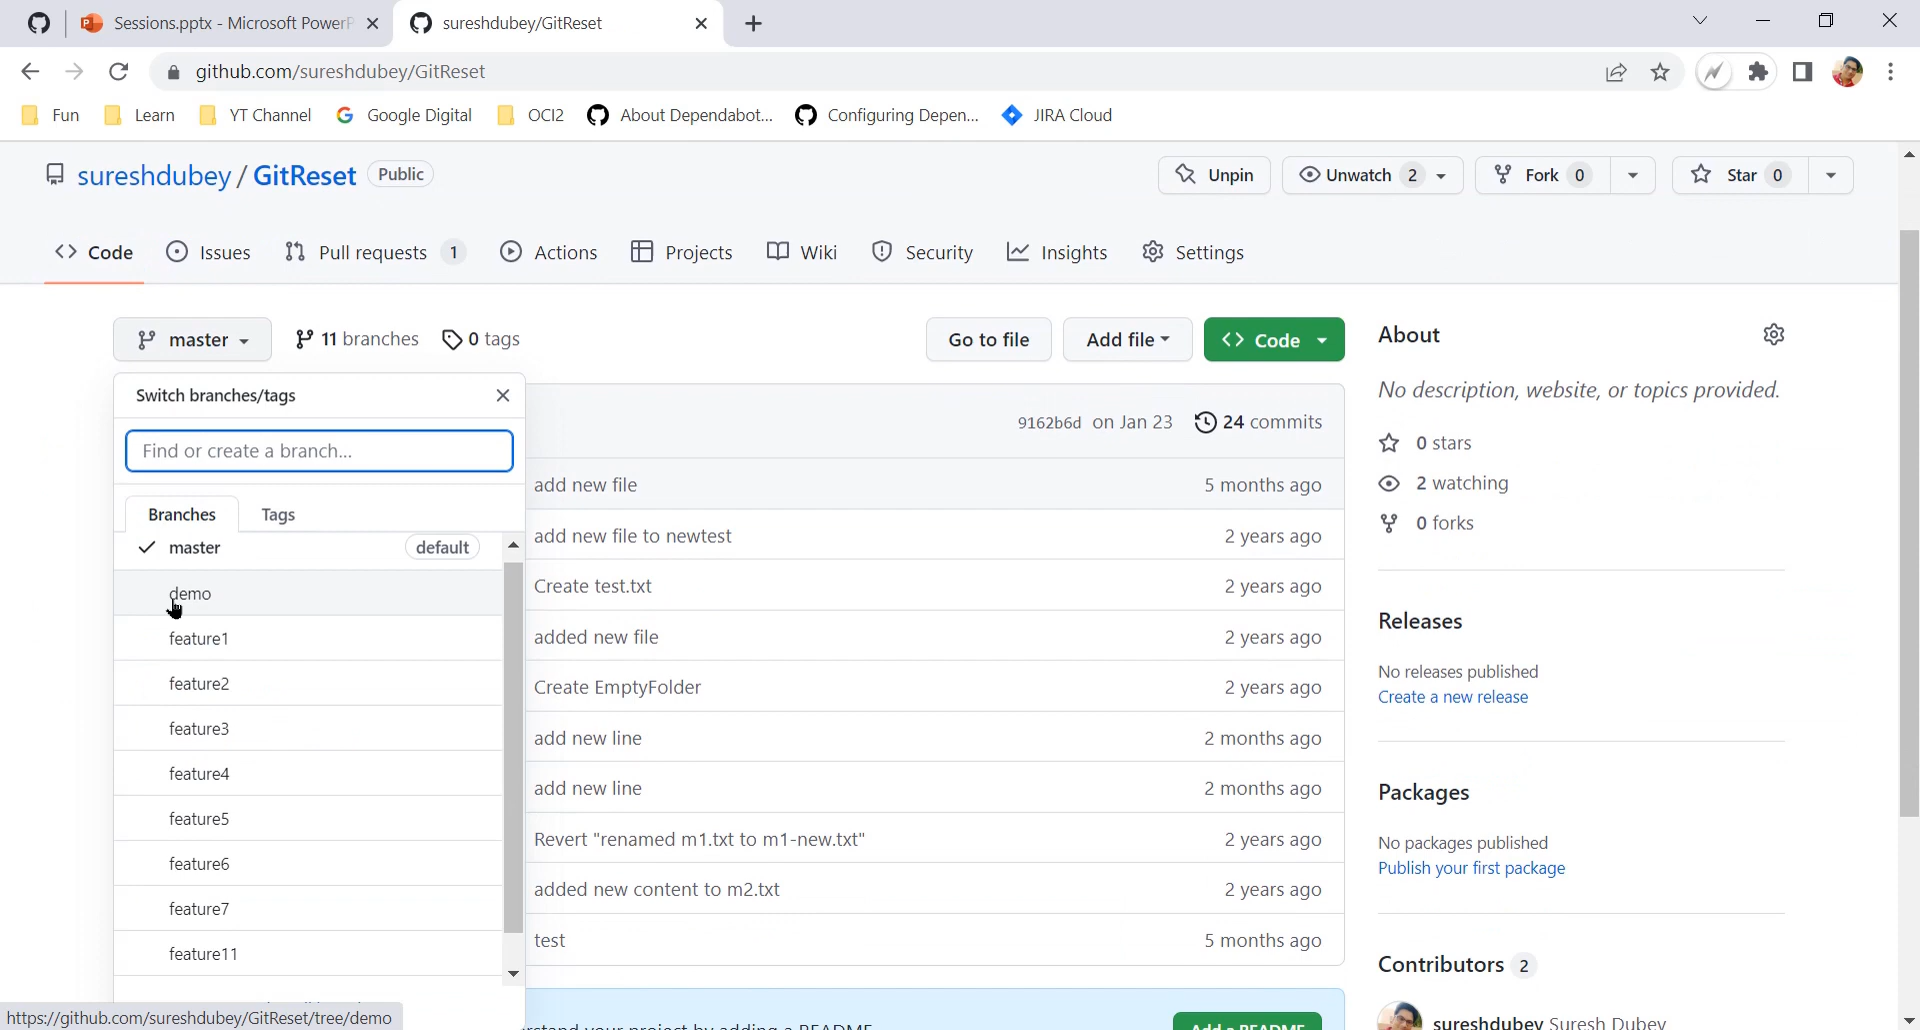 Sessions.pptx - Microsoft PowerP
sureshdubey/GitReset
github.com/sureshdubey/GitReset
Fun
Learn
YT Channel
Google Digital
OCI2
About Dependabot...
Configuring Depen...
JIRA Cloud
sureshdubey / GitReset Public
Unpin
Unwatch 2
Fork 0
Star 0
Code
Issues
Pull requests 1
Actions
Projects
Wiki
Security
Insights
Settings
master
11 branches
0 tags
Go to file
Add file
Code
About
Switch branches/tags
No description, website, or topics provided.
9162b6d on Jan 23 24 commits
Find or create a branch...
0 stars
add new file 5 months ago
2 watching
Branches Tags
0 forks
master default
add new file to newtest 2 years ago
demo
Create test.txt 2 years ago
Releases
feature1
added new file 2 years ago
No releases published
feature2
Create EmptyFolder 2 years ago
Create a new release
feature3
add new line 2 months ago
feature4
add new line 2 months ago
Packages
feature5
Revert "renamed m1.txt to m1-new.txt" 2 years ago
No packages published
feature6
Publish your first package
added new content to m2.txt 2 years ago
feature7
test 5 months ago
feature11
Contributors 2
https://github.com/sureshdubey/GitReset/tree/demo
your project by adding a README
Add a README
sureshdubey Suresh Dubey